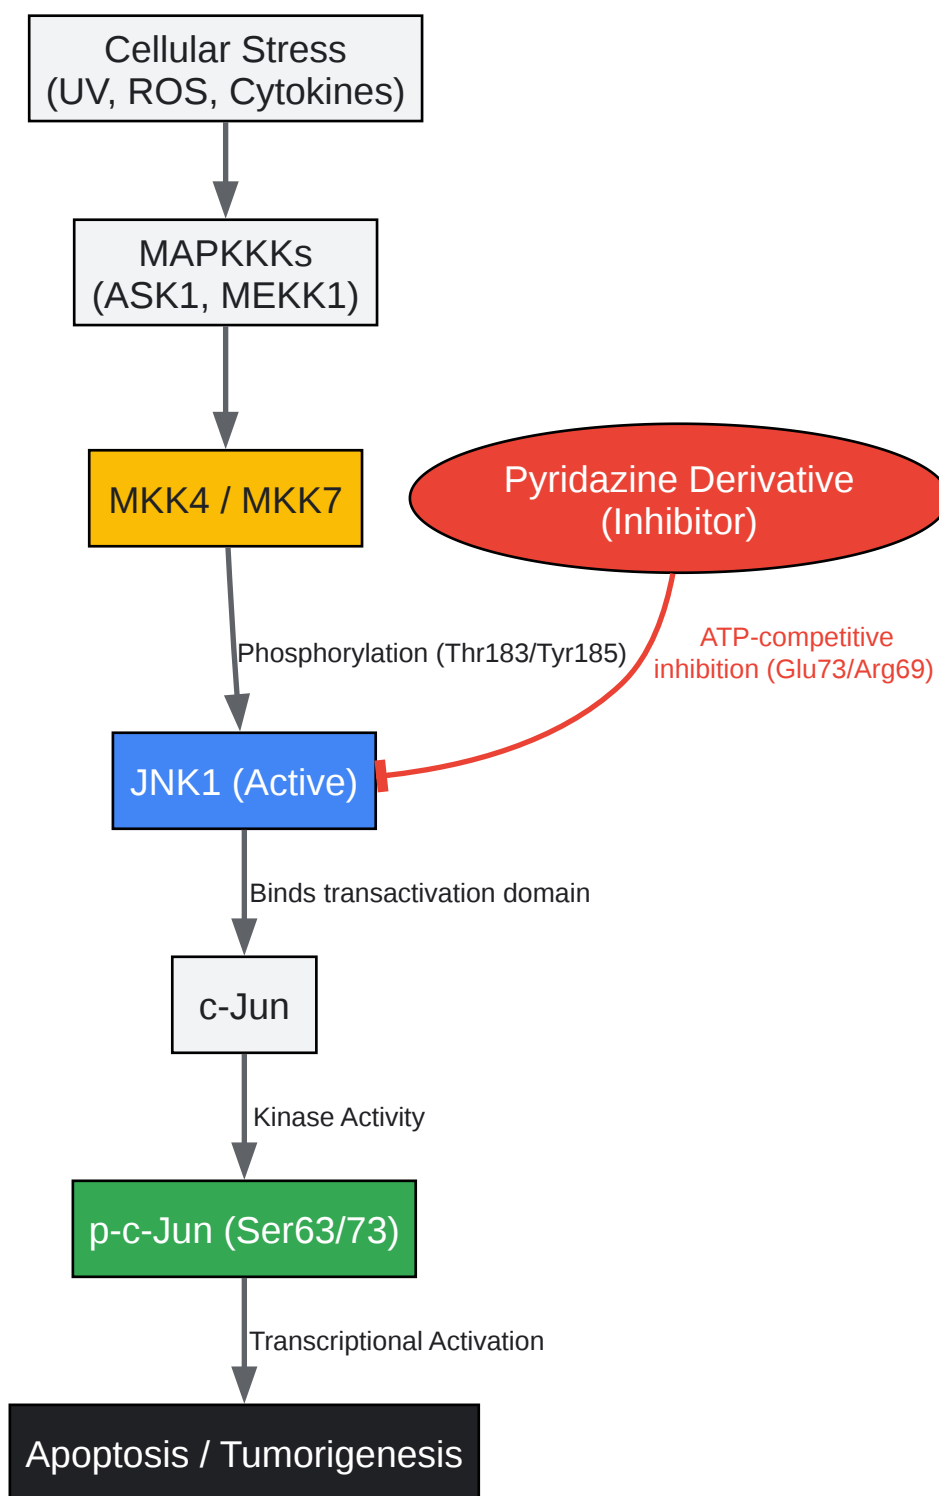 Cellular Stress
(UV, ROS, Cytokines)
MAPKKKs
(ASK1, MEKK1)
MKK4 / MKK7
Pyridazine Derivative
(Inhibitor)
Phosphorylation (Thr183/Tyr185)
ATP-competitive
inhibition (Glu73/Arg69)
JNK1 (Active)
Binds transactivation domain
c-Jun
Kinase Activity
p-c-Jun (Ser63/73)
Transcriptional Activation
Apoptosis / Tumorigenesis